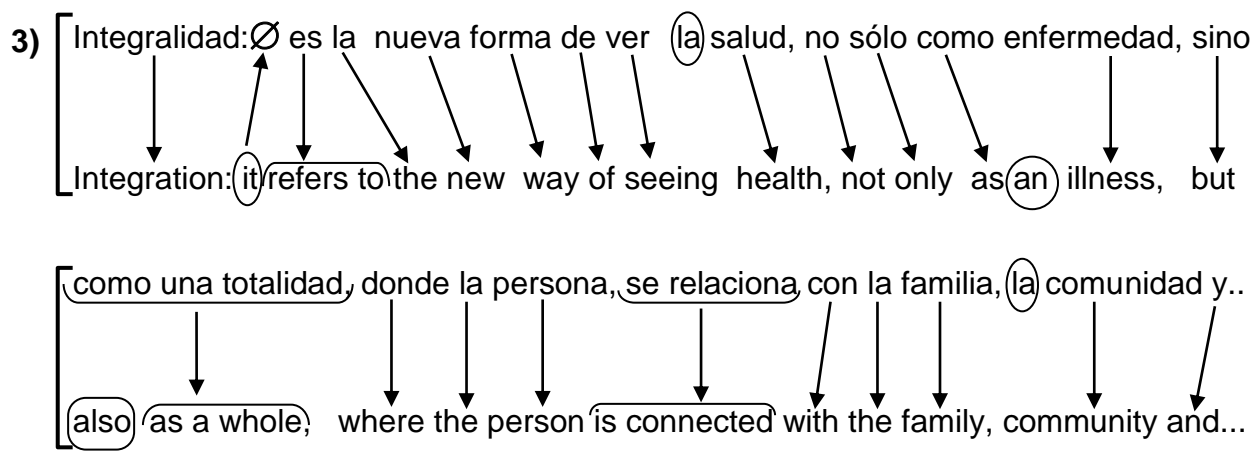 3) Integralidad:∅ es la nueva forma de ver la salud, no sólo como enfermedad, sino
Integration: it refers to the new way of seeing health, not only as an illness, but
como una totalidad, donde la persona, se relaciona con la familia, la comunidad y..
also as a whole, where the person is connected with the family, community and...